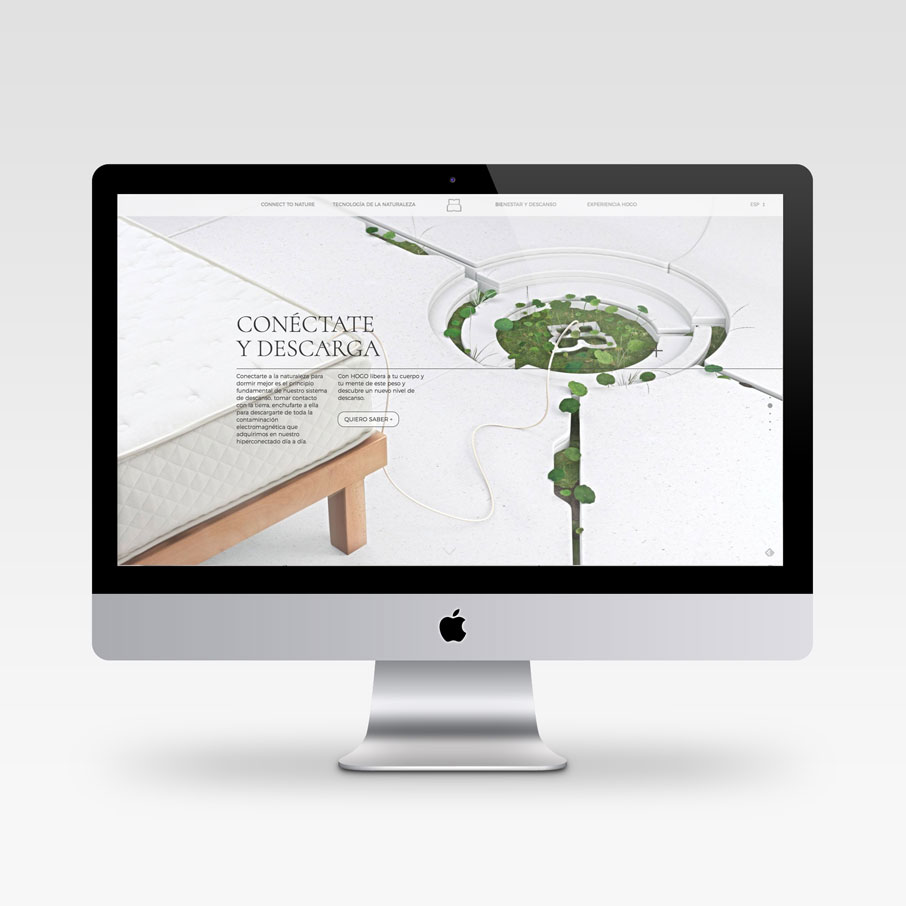 CONNECT TO NATURE
TECNOLOGÍA DE LA NATURALEZA
BIENESTAR Y DESCANSO
EXPERIENCIA HOGO
ESP
CONÉCTATE
Y DESCARGA
Conectarte a la naturaleza para
dormir mejor es el principio
fundamental de nuestro sistema
de descanso, tomar contacto
con la tierra, enchufarte a ella
para descargarte de toda la
contaminación
electromagnética que
adquirimos en nuestro
hiperconectado día a día.
Con HOGO libera a tu cuerpo y
tu mente de este peso y
descubre un nuevo nivel de
descanso.
QUIERO SABER +